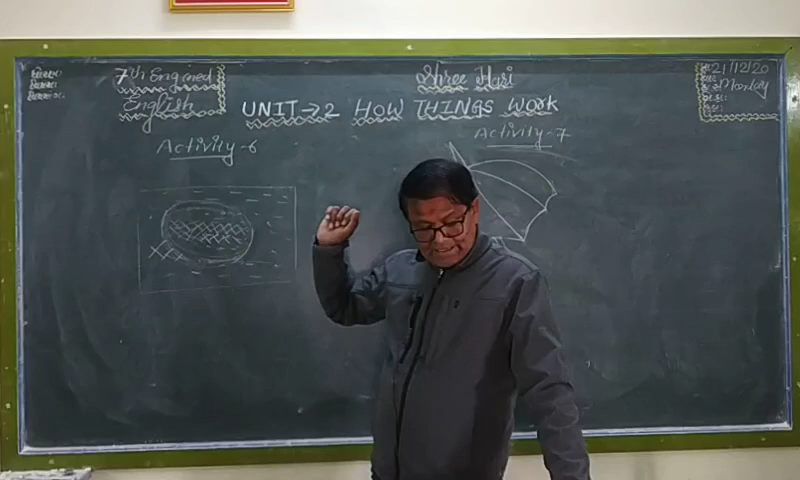 Shree Hari
7th Eng med
English
21/12/20
Monday
UNIT → 2 HOW THINGS WORK
Activity - 6
Activity - 7